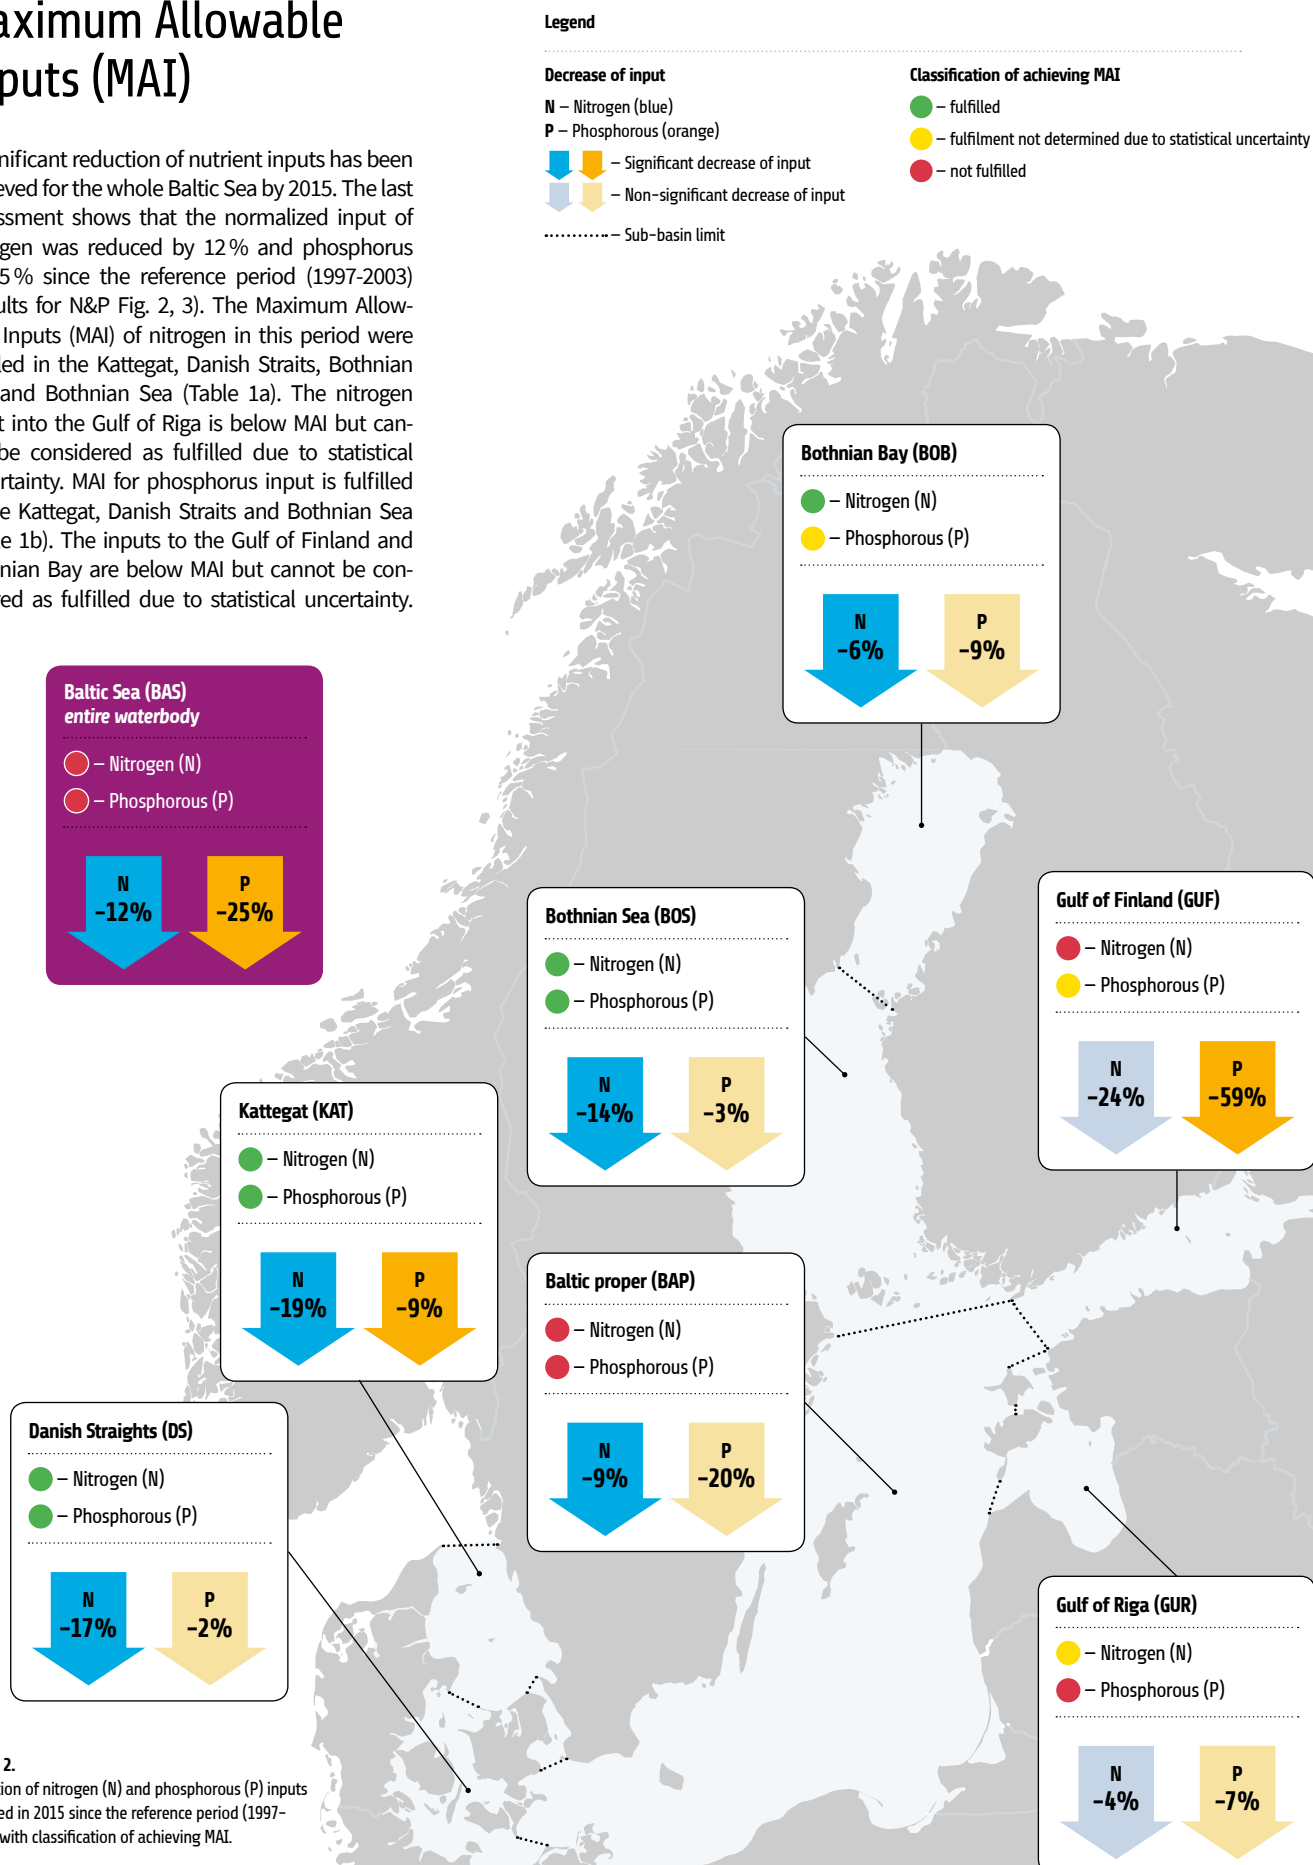 Maximum Allowable
Inputs (MAI)
nificant reduction of nutrient inputs has been
ieved for the whole Baltic Sea by 2015. The last
ssment shows that the normalized input of
gen was reduced by 12 % and phosphorus
5 % since the reference period (1997-2003)
ults for N&P Fig. 2, 3). The Maximum Allow-
Inputs (MAI) of nitrogen in this period were
led in the Kattegat, Danish Straits, Bothnian
and Bothnian Sea (Table 1a). The nitrogen
t into the Gulf of Riga is below MAI but can-
be considered as fulfilled due to statistical
rtainty. MAI for phosphorus input is fulfilled
e Kattegat, Danish Straits and Bothnian Sea
e 1b). The inputs to the Gulf of Finland and
nian Bay are below MAI but cannot be con-
red as fulfilled due to statistical uncertainty.
Legend
Decrease of input
N – Nitrogen (blue)
P – Phosphorous (orange)
– Significant decrease of input
– Non-significant decrease of input
– Sub-basin limit
Classification of achieving MAI
– fulfilled
– fulfilment not determined due to statistical uncertainty
– not fulfilled
Bothnian Bay (BOB)
– Nitrogen (N)
– Phosphorous (P)
N
-6%
P
-9%
Baltic Sea (BAS)
entire waterbody
– Nitrogen (N)
– Phosphorous (P)
N
-12%
P
-25%
Bothnian Sea (BOS)
– Nitrogen (N)
– Phosphorous (P)
N
-14%
P
-3%
Gulf of Finland (GUF)
– Nitrogen (N)
– Phosphorous (P)
N
-24%
P
-59%
Kattegat (KAT)
– Nitrogen (N)
– Phosphorous (P)
N
-19%
P
-9%
Baltic proper (BAP)
– Nitrogen (N)
– Phosphorous (P)
N
-9%
P
-20%
Danish Straights (DS)
– Nitrogen (N)
– Phosphorous (P)
N
-17%
P
-2%
Gulf of Riga (GUR)
– Nitrogen (N)
– Phosphorous (P)
N
-4%
P
-7%
2.
tion of nitrogen (N) and phosphorous (P) inputs
ed in 2015 since the reference period (1997-
with classification of achieving MAI.